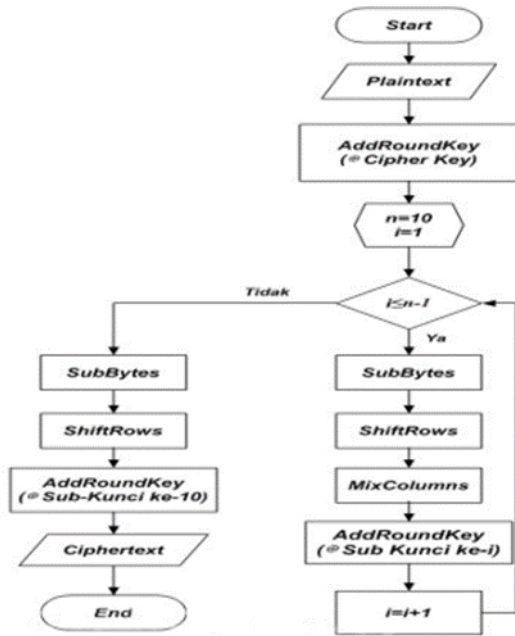 Start
Plaintext
AddRoundKey
(⊕ Cipher Key)
n=10
i=1
i≤n-1
Tidak
Ya
SubBytes
ShiftRows
MixColumns
AddRoundKey
(⊕ Sub Kunci ke-i)
i=i+1
SubBytes
ShiftRows
AddRoundKey
(⊕ Sub-Kunci ke-10)
Ciphertext
End